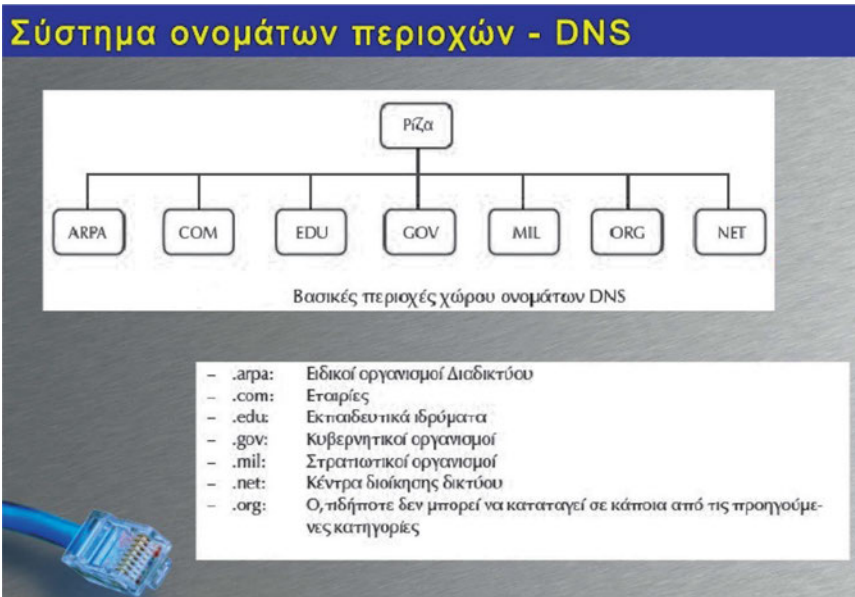 Σύστημα ονομάτων περιοχών - DNS
Ρίζα
ARPA COM EDU GOV MIL ORG NET
Βασικές περιοχές χώρου ονομάτων DNS
– .arpa: Ειδικοί οργανισμοί Διαδικτύου
– .com: Εταιρίες
– .edu: Εκπαιδευτικά ιδρύματα
– .gov: Κυβερνητικοί οργανισμοί
– .mil: Στρατιωτικοί οργανισμοί
– .net: Κέντρα διοίκησης δικτύου
– .org: Ο,τιδήποτε δεν μπορεί να καταταγεί σε κάποια από τις προηγούμε-
νες κατηγορίες